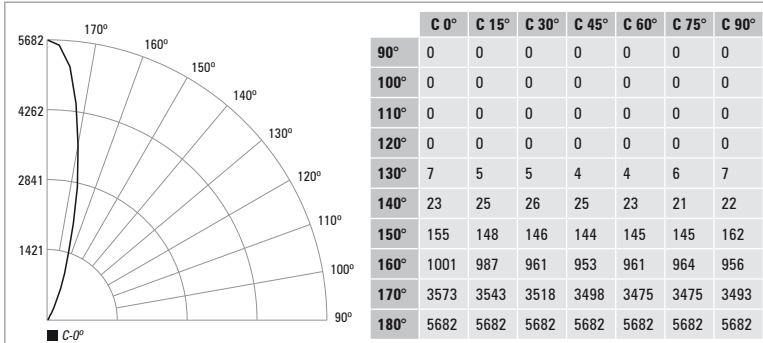 5682
4262
2841
1421
170º
160º
150º
140º
130º
120º
110º
100º
90º
C-0º
C 0° C 15° C 30° C 45° C 60° C 75° C 90°
90° 0 0 0 0 0 0 0
100° 0 0 0 0 0 0 0
110° 0 0 0 0 0 0 0
120° 0 0 0 0 0 0 0
130° 7 5 5 4 4 6 7
140° 23 25 26 25 23 21 22
150° 155 148 146 144 145 145 162
160° 1001 987 961 953 961 964 956
170° 3573 3543 3518 3498 3475 3475 3493
180° 5682 5682 5682 5682 5682 5682 5682